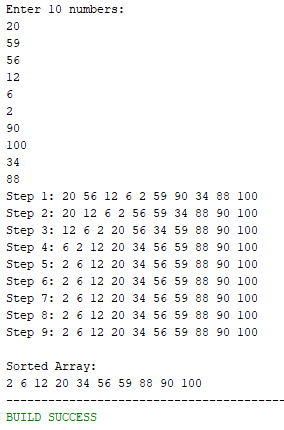 Enter 10 numbers:
20
59
56
12
6
2
90
100
34
88
Step 1: 20 56 12 6 2 59 90 34 88 100
Step 2: 20 12 6 2 56 59 34 88 90 100
Step 3: 12 6 2 20 56 34 59 88 90 100
Step 4: 6 2 12 20 34 56 59 88 90 100
Step 5: 2 6 12 20 34 56 59 88 90 100
Step 6: 2 6 12 20 34 56 59 88 90 100
Step 7: 2 6 12 20 34 56 59 88 90 100
Step 8: 2 6 12 20 34 56 59 88 90 100
Step 9: 2 6 12 20 34 56 59 88 90 100
Sorted Array:
2 6 12 20 34 56 59 88 90 100
----------------------------------------
BUILD SUCCESS